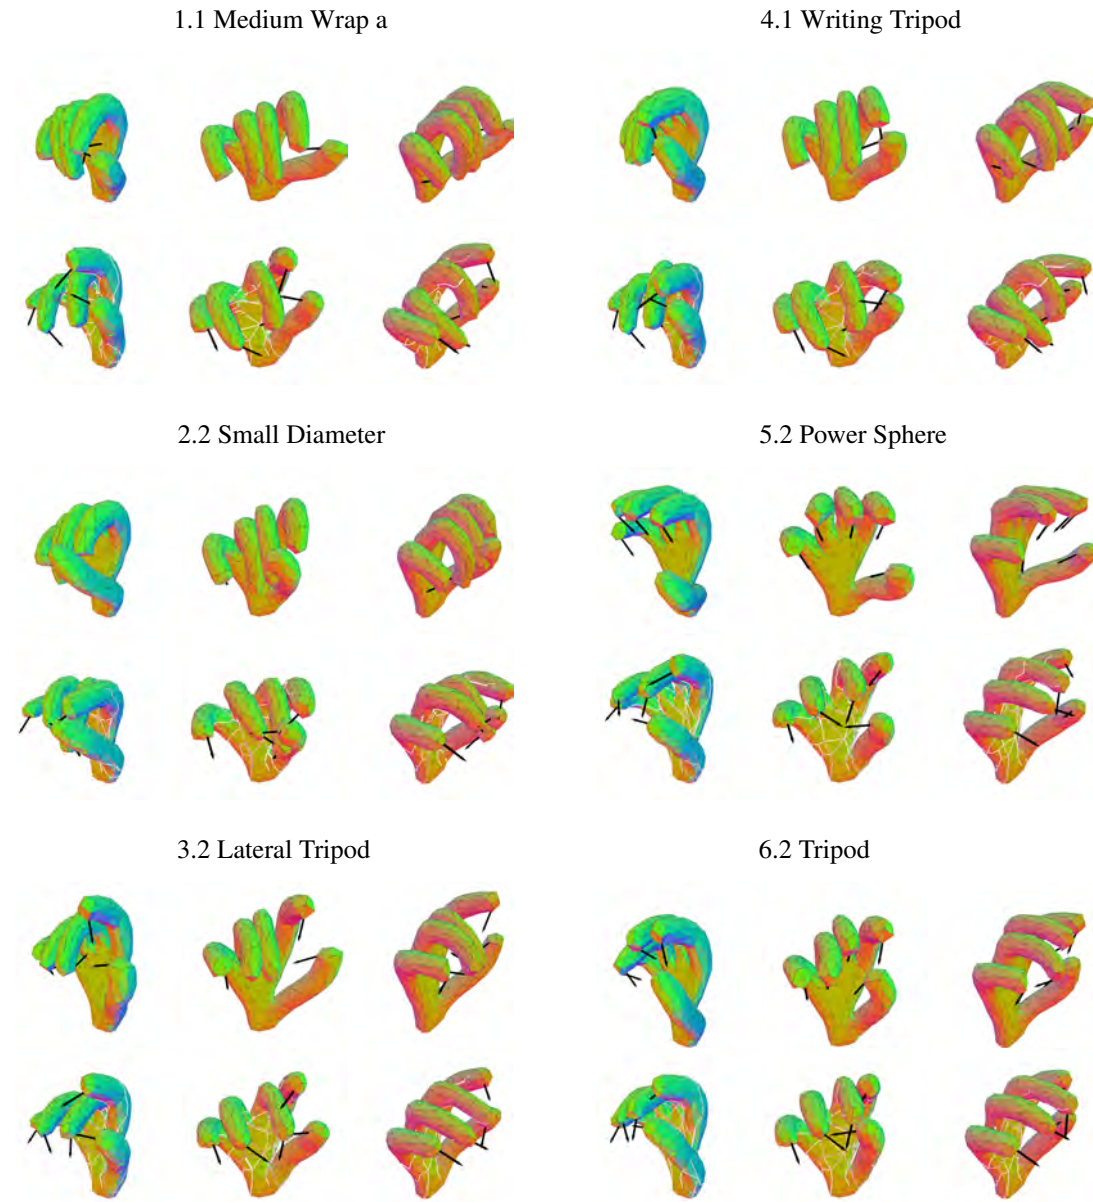 1.1 Medium Wrap a
4.1 Writing Tripod
2.2 Small Diameter
5.2 Power Sphere
3.2 Lateral Tripod
6.2 Tripod